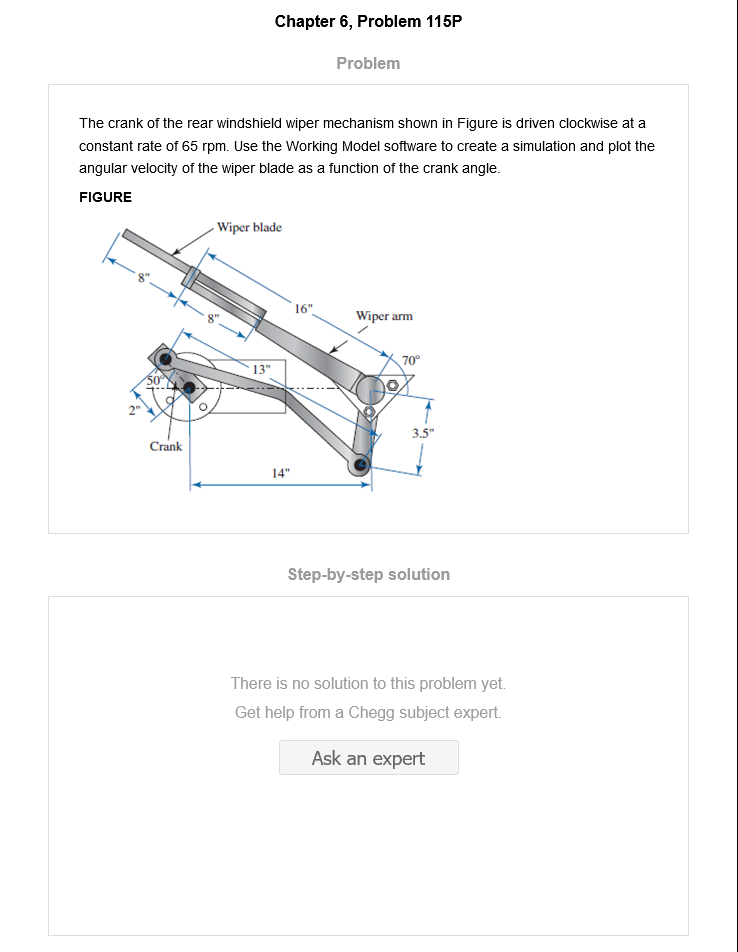 Chapter 6, Problem 115P
Problem
The crank of the rear windshield wiper mechanism shown in Figure is driven clockwise at a
constant rate of 65 rpm. Use the Working Model software to create a simulation and plot the
angular velocity of the wiper blade as a function of the crank angle.
FIGURE
Wiper blade
8"
8"
16"
Wiper arm
70°
13"
50°
2"
3.5"
Crank
14"
Step-by-step solution
There is no solution to this problem yet.
Get help from a Chegg subject expert.
Ask an expert